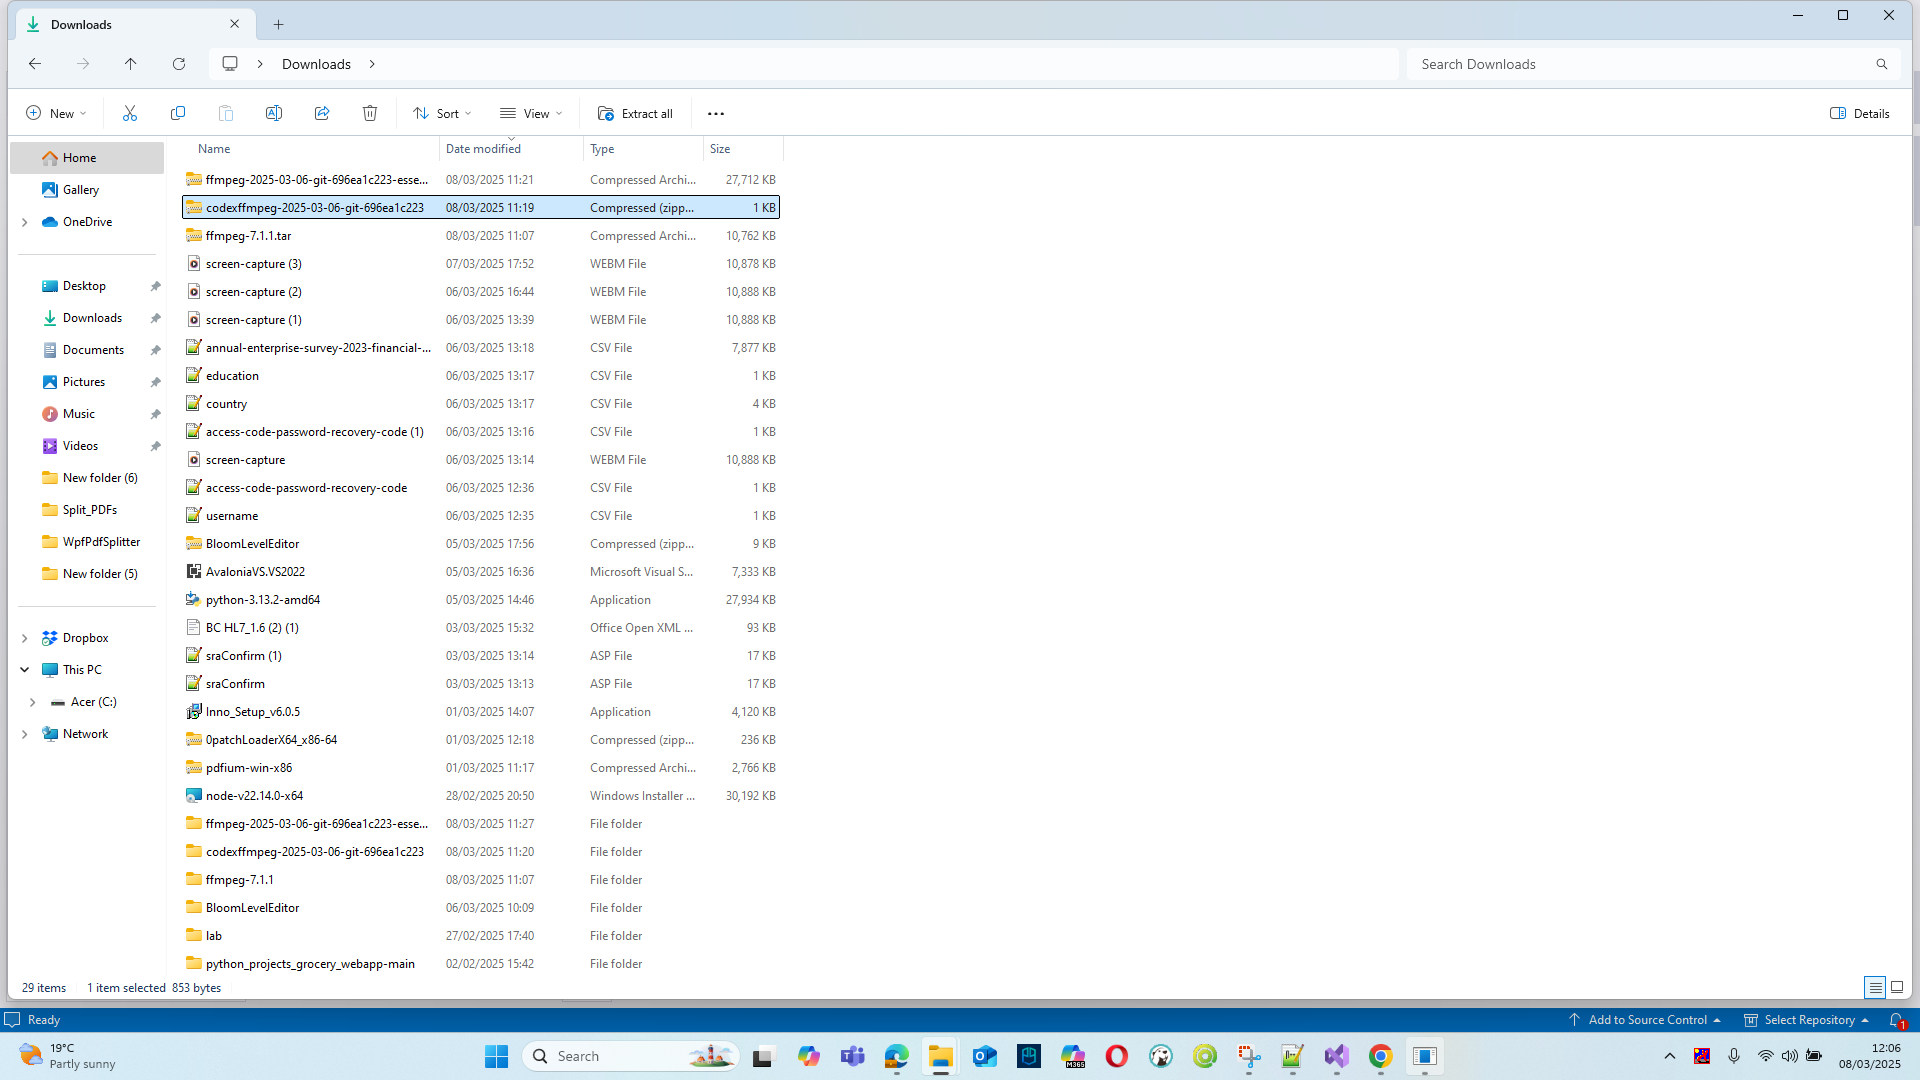 Downloads
Downloads
Search Downloads
New
Sort
View
Extract all
Details
Home
Gallery
OneDrive
Desktop
Downloads
Documents
Pictures
Music
Videos
New folder (6)
Split_PDFs
WpfPdfSplitter
New folder (5)
Dropbox
This PC
Acer (C:)
Network
Name Date modified Type Size
ffmpeg-2025-03-06-git-696ea1c223-esse... 08/03/2025 11:21 Compressed Archi... 27,712 KB
codexffmpeg-2025-03-06-git-696ea1c223 08/03/2025 11:19 Compressed (zipp... 1 KB
ffmpeg-7.1.1.tar 08/03/2025 11:07 Compressed Archi... 10,762 KB
screen-capture (3) 07/03/2025 17:52 WEBM File 10,878 KB
screen-capture (2) 06/03/2025 16:44 WEBM File 10,888 KB
screen-capture (1) 06/03/2025 13:39 WEBM File 10,888 KB
annual-enterprise-survey-2023-financial-... 06/03/2025 13:18 CSV File 7,877 KB
education 06/03/2025 13:17 CSV File 1 KB
country 06/03/2025 13:17 CSV File 4 KB
access-code-password-recovery-code (1) 06/03/2025 13:16 CSV File 1 KB
screen-capture 06/03/2025 13:14 WEBM File 10,888 KB
access-code-password-recovery-code 06/03/2025 12:36 CSV File 1 KB
username 06/03/2025 12:35 CSV File 1 KB
BloomLevelEditor 05/03/2025 17:56 Compressed (zipp... 9 KB
AvaloniaVS.VS2022 05/03/2025 16:36 Microsoft Visual S... 7,333 KB
python-3.13.2-amd64 05/03/2025 14:46 Application 27,934 KB
BC HL7_1.6 (2) (1) 03/03/2025 15:32 Office Open XML ... 93 KB
sraConfirm (1) 03/03/2025 13:14 ASP File 17 KB
sraConfirm 03/03/2025 13:13 ASP File 17 KB
Inno_Setup_v6.0.5 01/03/2025 14:07 Application 4,120 KB
0patchLoaderX64_x86-64 01/03/2025 12:18 Compressed (zipp... 236 KB
pdfium-win-x86 01/03/2025 11:17 Compressed Archi... 2,766 KB
node-v22.14.0-x64 28/02/2025 20:50 Windows Installer ... 30,192 KB
ffmpeg-2025-03-06-git-696ea1c223-esse... 08/03/2025 11:27 File folder
codexffmpeg-2025-03-06-git-696ea1c223 08/03/2025 11:20 File folder
ffmpeg-7.1.1 08/03/2025 11:07 File folder
BloomLevelEditor 06/03/2025 10:09 File folder
lab 27/02/2025 17:40 File folder
python_projects_grocery_webapp-main 02/02/2025 15:42 File folder
29 items 1 item selected 853 bytes
Ready
Add to Source Control
Select Repository
1
19°C
Partly sunny
Search
M365
12:06
08/03/2025